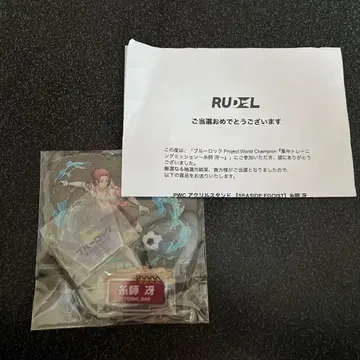 RUDEL
ご当選おめでとうございます
この度は、「ブルーロック Project:World Champion『集中トレーニングミッション〜糸師 冴〜』」にご参加いただき、誠にありがとうございます。
厳選なる抽選の結果、貴方様がご当選となりましたので、
以下の賞品をお送りいたします。
PWC アクリルスタンド 【SEASIDE EGOIST】 糸師 冴
糸師 冴
ITOSHI SAE